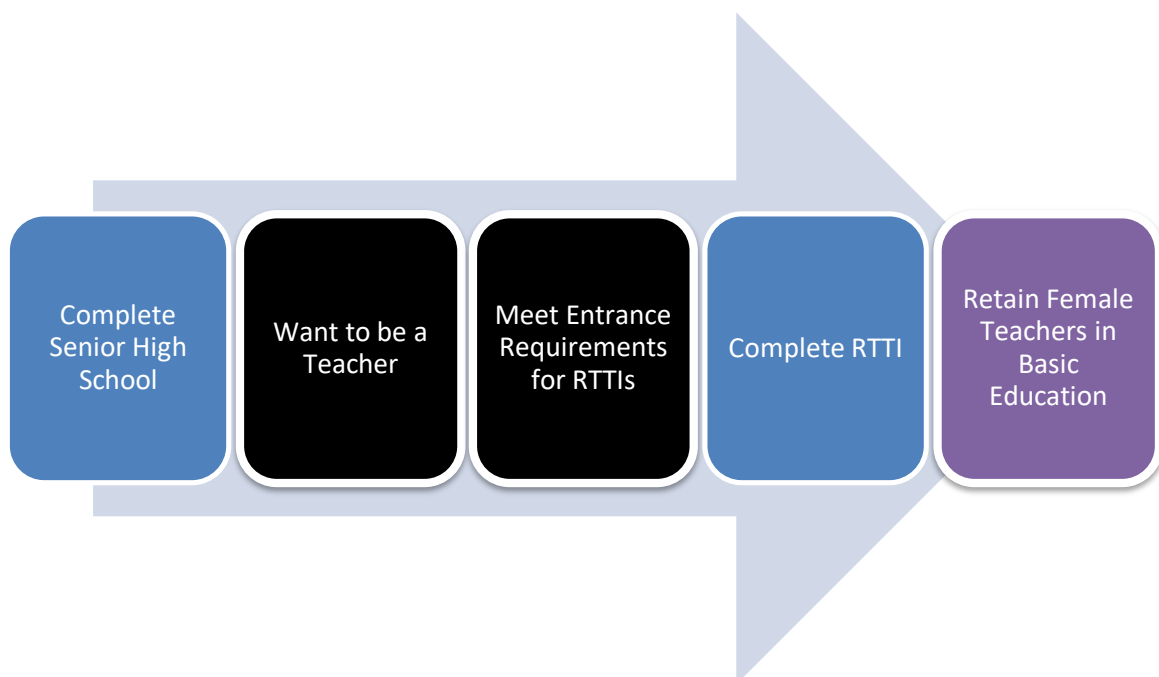 Complete
Senior High
School
Want to be a
Teacher
Meet Entrance
Requirements
for RTTIs
Complete RTTI
Retain Female
Teachers in
Basic
Education